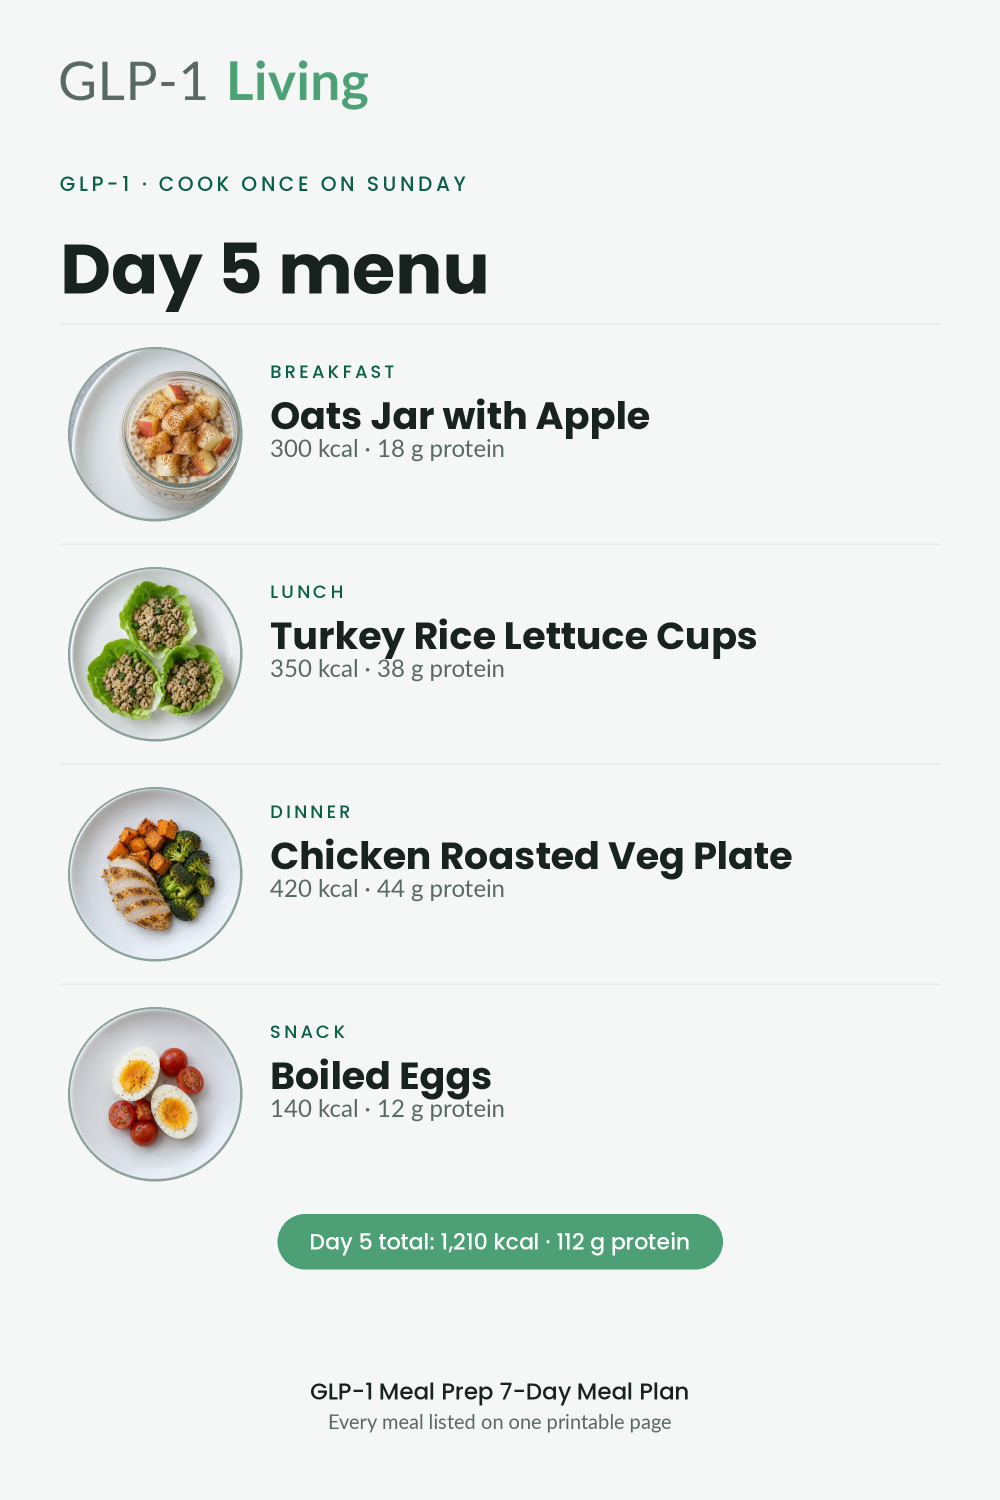 GLP-1 Living
GLP-1 · COOK ONCE ON SUNDAY
Day 5 menu
BREAKFAST
Oats Jar with Apple
300 kcal · 18 g protein
LUNCH
Turkey Rice Lettuce Cups
350 kcal · 38 g protein
DINNER
Chicken Roasted Veg Plate
420 kcal · 44 g protein
SNACK
Boiled Eggs
140 kcal · 12 g protein
Day 5 total: 1,210 kcal · 112 g protein
GLP-1 Meal Prep 7-Day Meal Plan
Every meal listed on one printable page